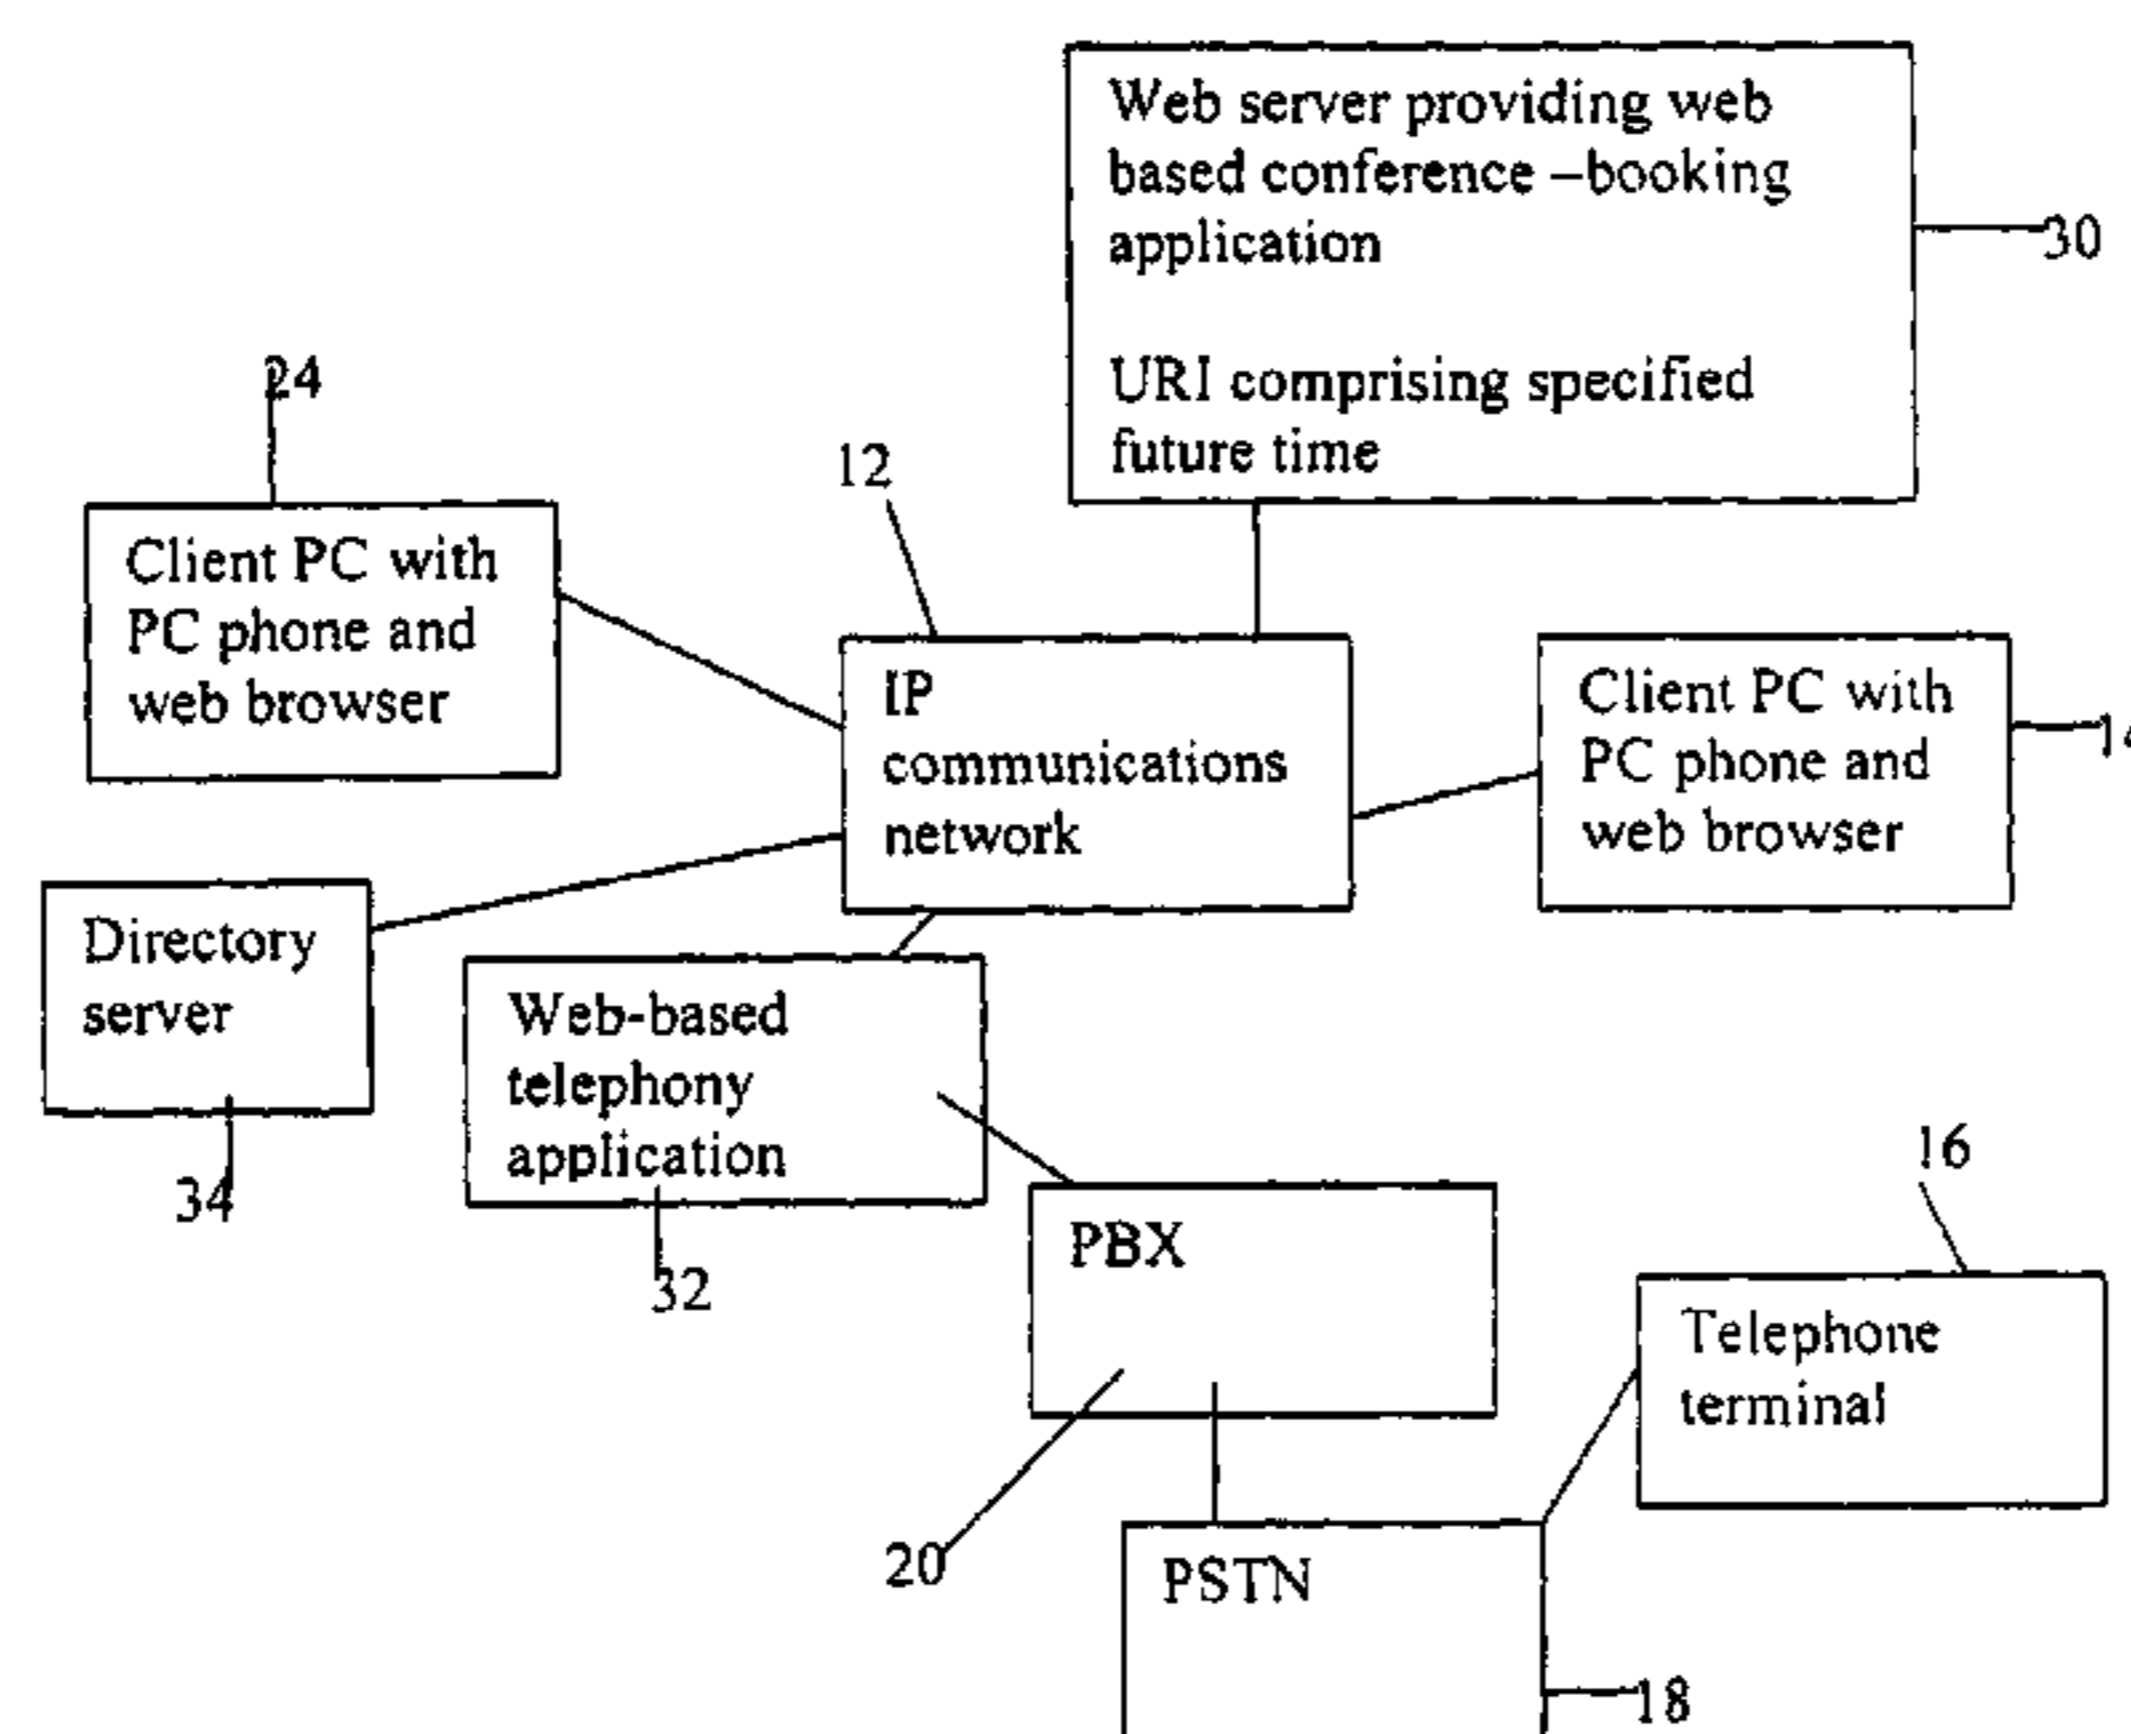 Web server providing web
based conference –booking
application
30
URI comprising specified
future time
24
12
Client PC with
PC phone and
web browser
IP
communications
network
Client PC with
PC phone and
web browser
Directory
server
34
Web-based
telephony
application
32
PBX
20
16
Telephone
terminal
PSTN
18